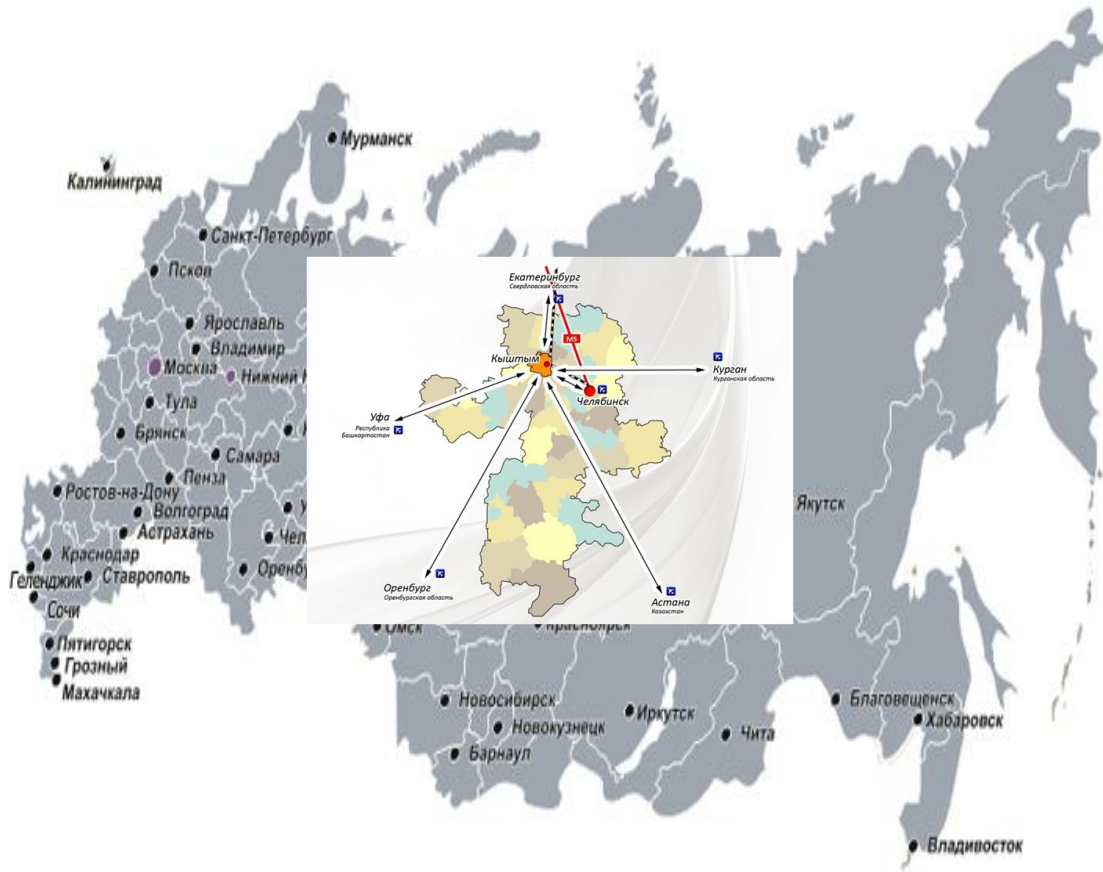 Мурманск
Калининград
Санкт-Петербург
Псков
Ярославль
Владимир
Москва
Нижний
Тула
Брянск
Самара
Пенза
Ростов-на-Дону
Волгоград
Астрахань
Краснодар
Геленджик
Ставрополь
Сочи
Пятигорск
Грозный
Махачкала
Екатеринбург
Свердловская область
М5
Кыштым
Курган
Курганская область
Челябинск
Уфа
Республика
Башкортостан
Оренбург
Оренбургская область
Астана
Казахстан
Якутск
Омск
Красноярск
Новосибирск
Новокузнецк
Барнаул
Иркутск
Чита
Благовещенск
Хабаровск
Владивосток